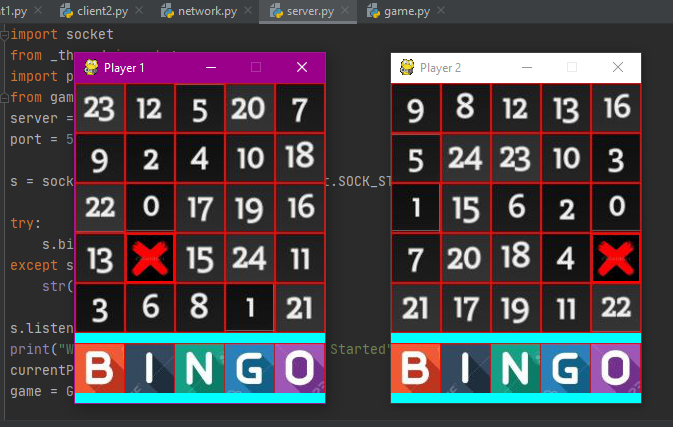 t1.py client2.py network.py server.py game.py
import socket
from _th
import p
from gam
server =
port = 5
s = sock t.SOCK_ST
try:
s.bi
except s
str(
s.listen
print("W Started"
currentP
game = G
Player 1
23 12 5 20 7
9 2 4 10 18
22 0 17 19 16
13 15 24 11
3 6 8 1 21
B I N G O
Player 2
9 8 12 13 16
5 24 23 10 3
1 15 6 2 0
7 20 18 4
21 17 19 11 22
B I N G O